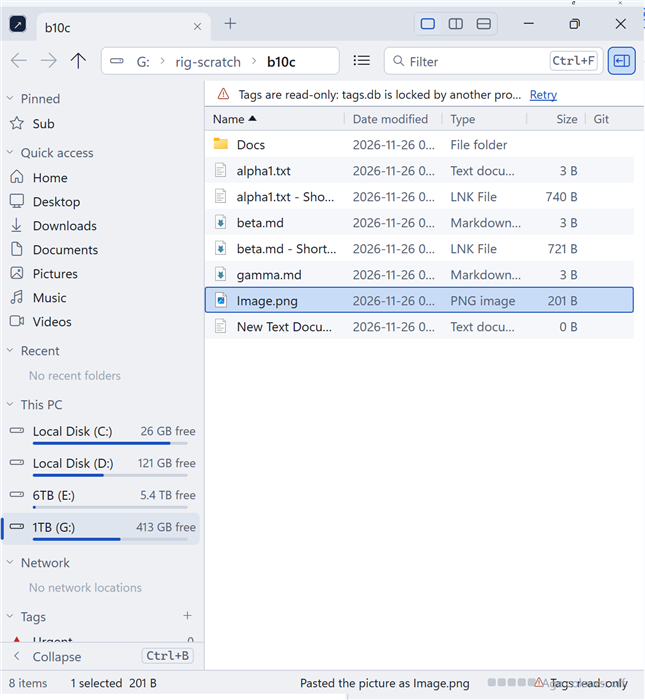 b10c
G: rig-scratch b10c Filter Ctrl+F
Pinned
Sub
Quick access
Home
Desktop
Downloads
Documents
Pictures
Music
Videos
Recent
No recent folders
This PC
Local Disk (C:) 26 GB free
Local Disk (D:) 121 GB free
6TB (E:) 5.4 TB free
1TB (G:) 413 GB free
Network
No network locations
Tags
Urgent 0
Collapse Ctrl+B
Tags are read-only: tags.db is locked by another pro... Retry
Name Date modified Type Size Git
Docs 2026-11-26 0... File folder
alpha1.txt 2026-11-26 0... Text docu... 3 B
alpha1.txt - Sho... 2026-11-26 0... LNK File 740 B
beta.md 2026-11-26 0... Markdown... 3 B
beta.md - Short... 2026-11-26 0... LNK File 721 B
gamma.md 2026-11-26 0... Markdown... 3 B
Image.png 2026-11-26 0... PNG image 201 B
New Text Docu... 2026-11-26 0... Text docu... 0 B
8 items 1 selected 201 B Pasted the picture as Image.png Tags: read-only